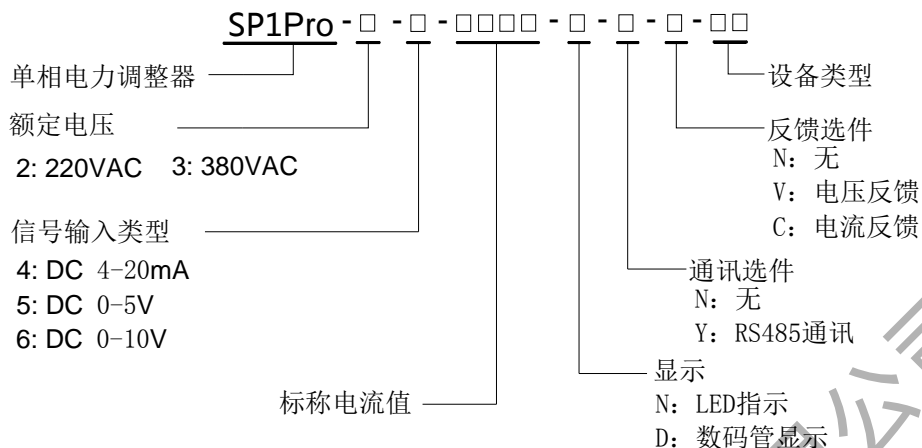 SP1Pro-□-□-□□□□-□-□-□-□□
单相电力调整器
设备类型
额定电压
2: 220VAC 3: 380VAC
反馈选件
N: 无
V: 电压反馈
C: 电流反馈
信号输入类型
4: DC 4-20mA
5: DC 0-5V
6: DC 0-10V
通讯选件
N: 无
Y: RS485通讯
标称电流值
显示
N: LED指示
D: 数码管显示
公司